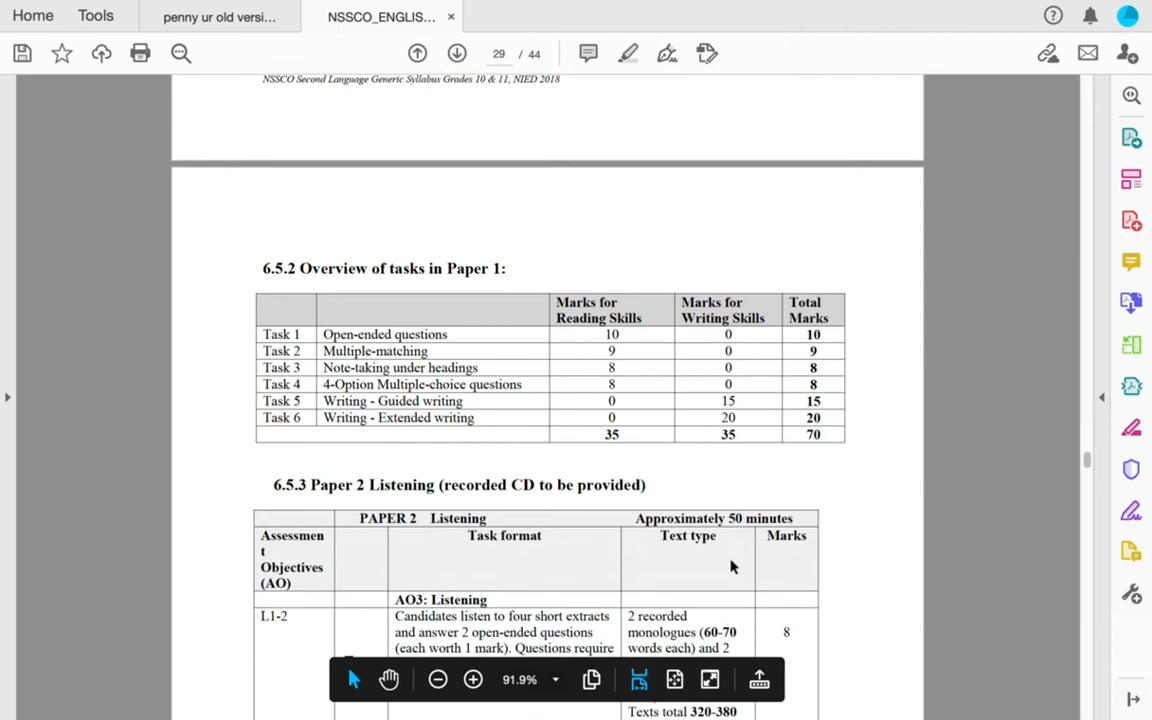 Home Tools penny ur old versi... NSSCO_ENGLIS... ×
29 / 44
NSSCO Second Language Generic Syllabus Grades 10 & 11, NIED 2018
6.5.2 Overview of tasks in Paper 1:
Marks for Reading Skills Marks for Writing Skills Total Marks
Task 1 Open-ended questions 10 0 10
Task 2 Multiple-matching 9 0 9
Task 3 Note-taking under headings 8 0 8
Task 4 4-Option Multiple-choice questions 8 0 8
Task 5 Writing - Guided writing 0 15 15
Task 6 Writing - Extended writing 0 20 20
35 35 70
6.5.3 Paper 2 Listening (recorded CD to be provided)
PAPER 2 Listening Approximately 50 minutes
Assessmen t Objectives (AO) Task format Text type Marks
AO3: Listening
L1-2 Candidates listen to four short extracts 2 recorded
and answer 2 open-ended questions monologues (60-70 8
(each worth 1 mark). Questions require words each) and 2
91.9%
Texts total 320-380